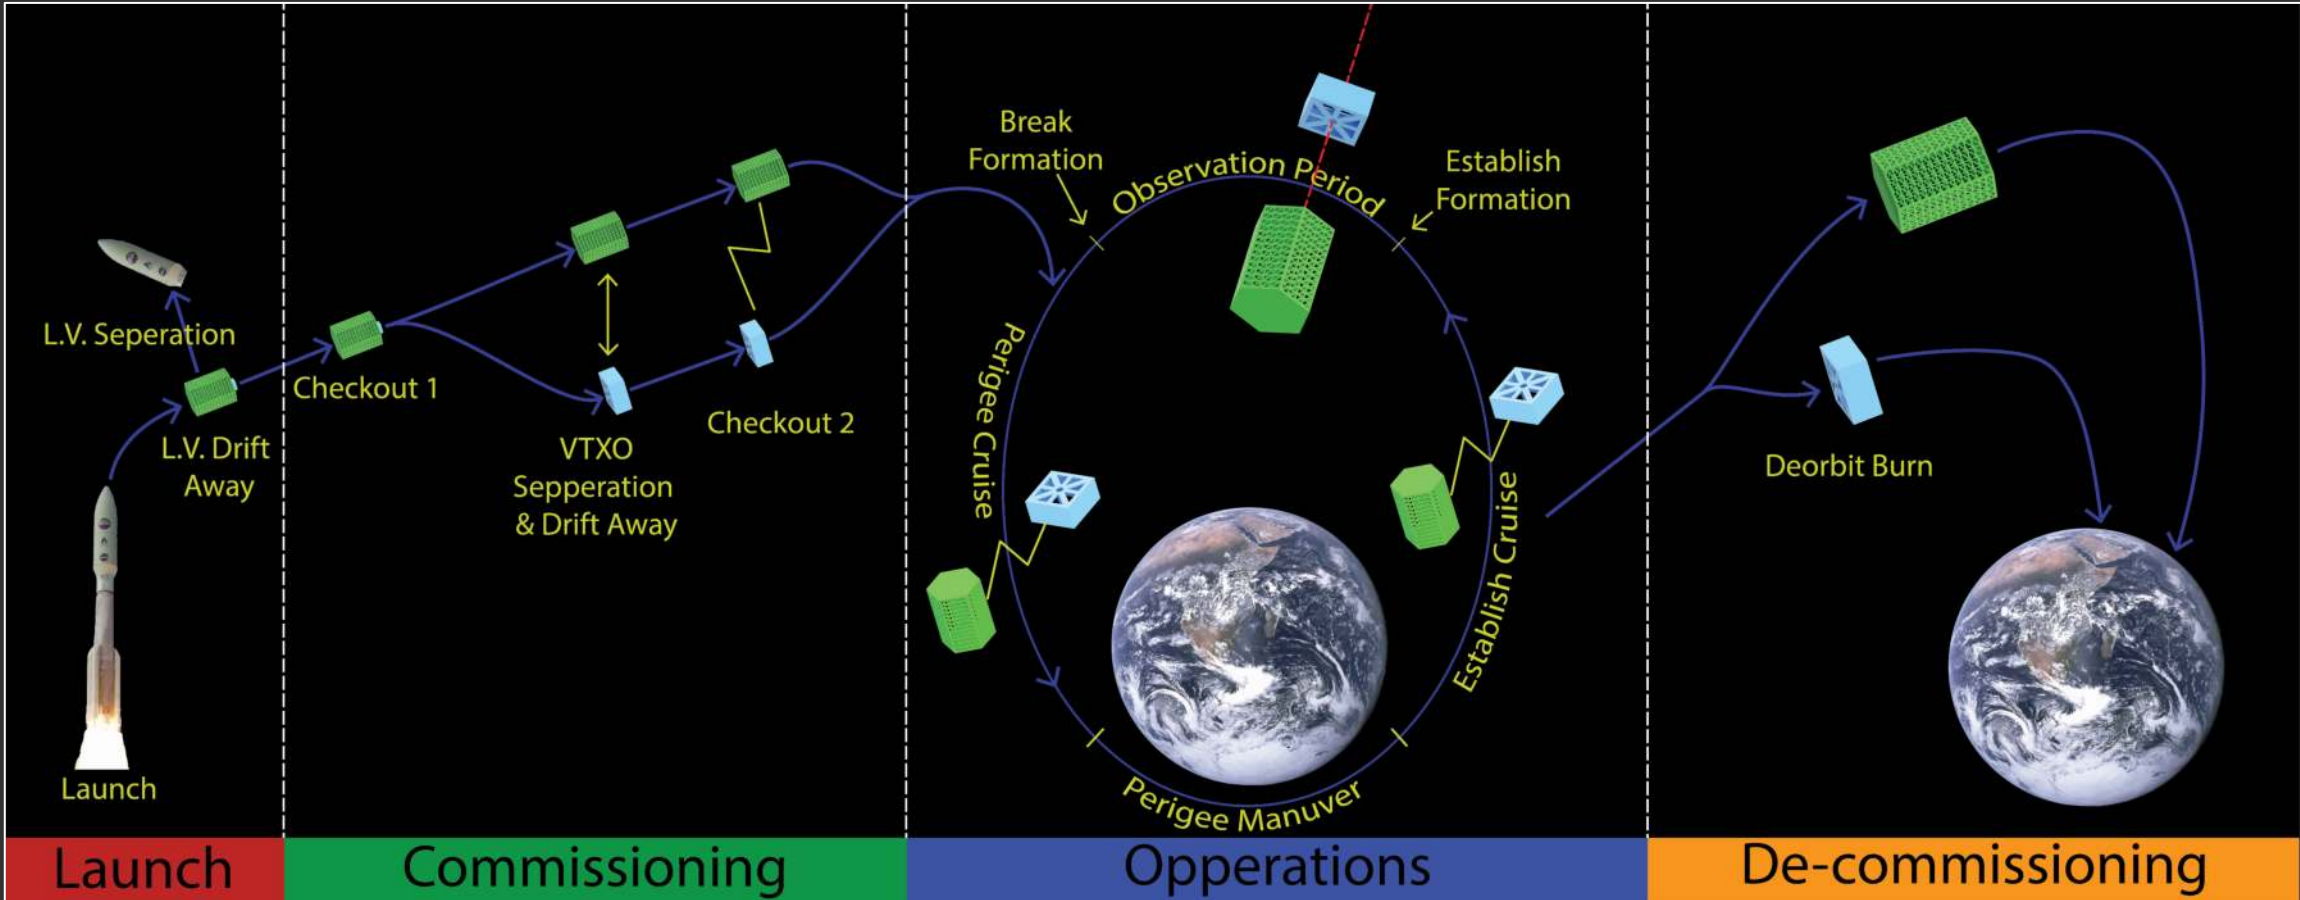 L.V. Seperation
L.V. Drift
Away
Launch
Checkout 1
VTXO
Sepperation
& Drift Away
Checkout 2
Break
Formation
Observation Period
Establish
Formation
Perigee Cruise
Establish Cruise
Perigee Manuver
Deorbit Burn
Launch
Commissioning
Opperations
De-commissioning